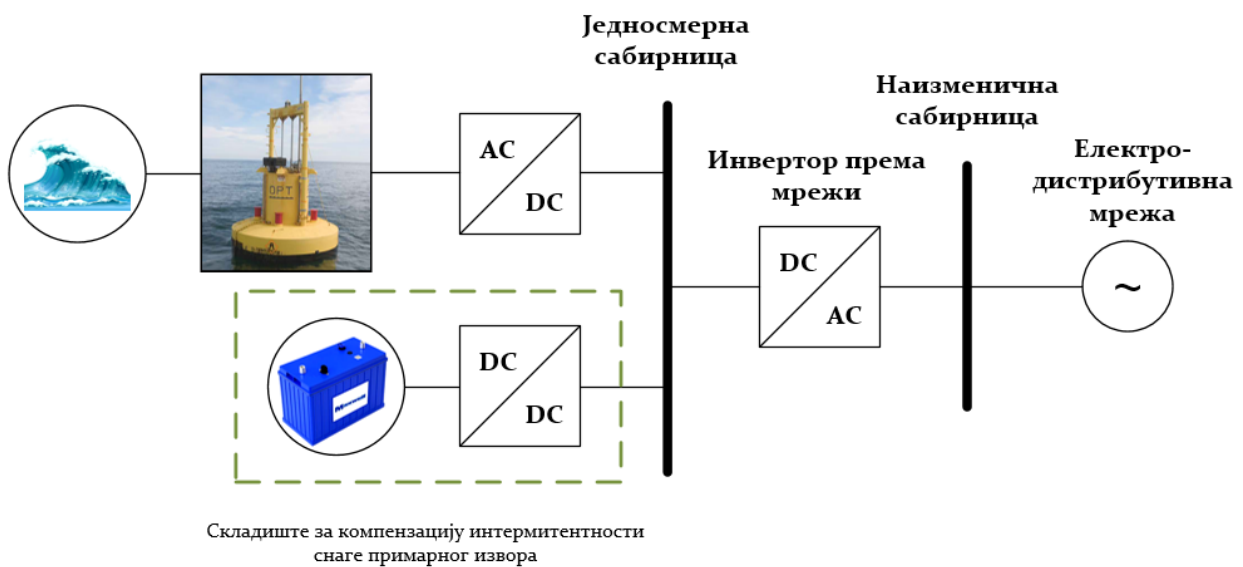 Једносмерна
сабирница
Наизменична
сабирница
Електро-
дистрибутивна
мрежа
Инвертор према
мрежи
AC
DC
OPT
DC
AC
~
DC
DC
Складиште за компензацију интермитентности
снаге примарног извора